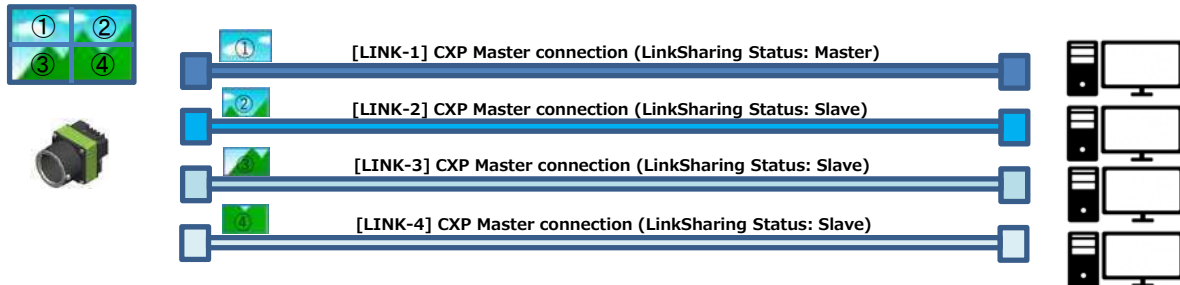 ① ②
③ ④
① [LINK-1] CXP Master connection (LinkSharing Status: Master)
② [LINK-2] CXP Master connection (LinkSharing Status: Slave)
③ [LINK-3] CXP Master connection (LinkSharing Status: Slave)
④ [LINK-4] CXP Master connection (LinkSharing Status: Slave)